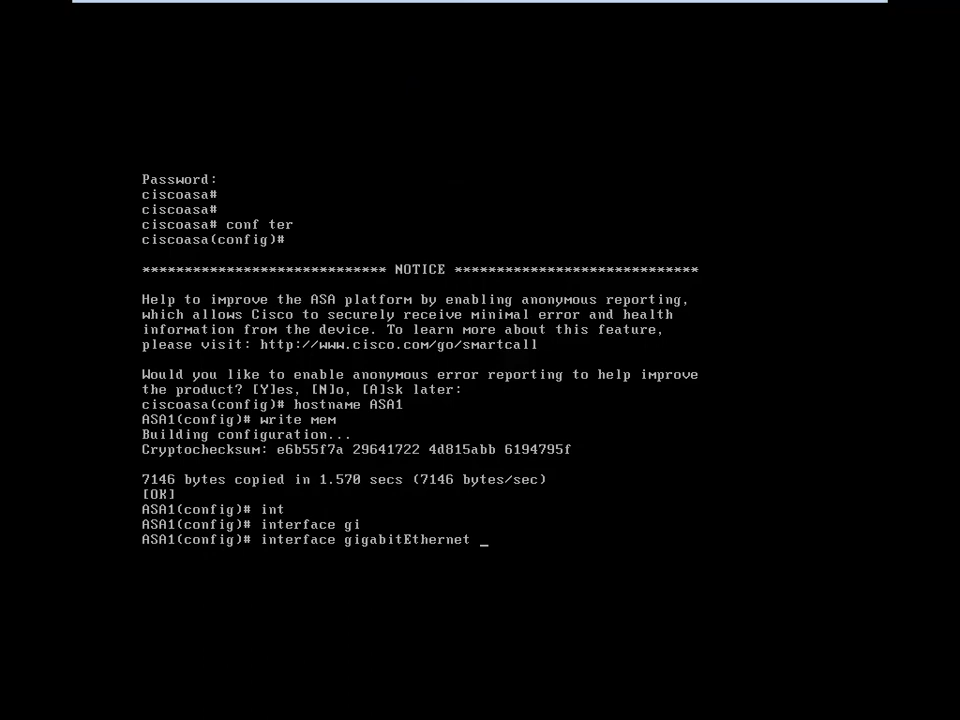 Password:
ciscoasa#
ciscoasa#
ciscoasa# conf ter
ciscoasa(config)#
***************************** NOTICE *****************************
Help to improve the ASA platform by enabling anonymous reporting,
which allows Cisco to securely receive minimal error and health
information from the device. To learn more about this feature,
please visit: http://www.cisco.com/go/smartcall
Would you like to enable anonymous error reporting to help improve
the product? [Y]es, [N]o, [A]sk later:
ciscoasa(config)# hostname ASA1
ASA1(config)# write mem
Building configuration...
Cryptochecksum: e6b55f7a 29641722 4d815abb 6194795f
7146 bytes copied in 1.570 secs (7146 bytes/sec)
[OK]
ASA1(config)# int
ASA1(config)# interface gi
ASA1(config)# interface gigabitEthernet _